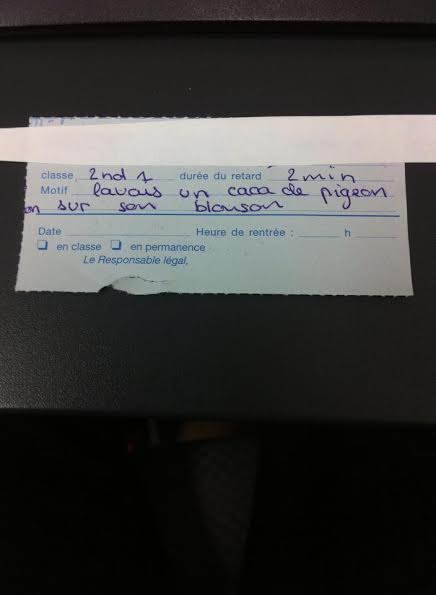 classe, 2nd 1 durée du retard 2 min
Motif lavais un caca de pigeon
on sur son blouson
Date Heure de rentrée : h
en classe en permanence
Le Responsable légal,